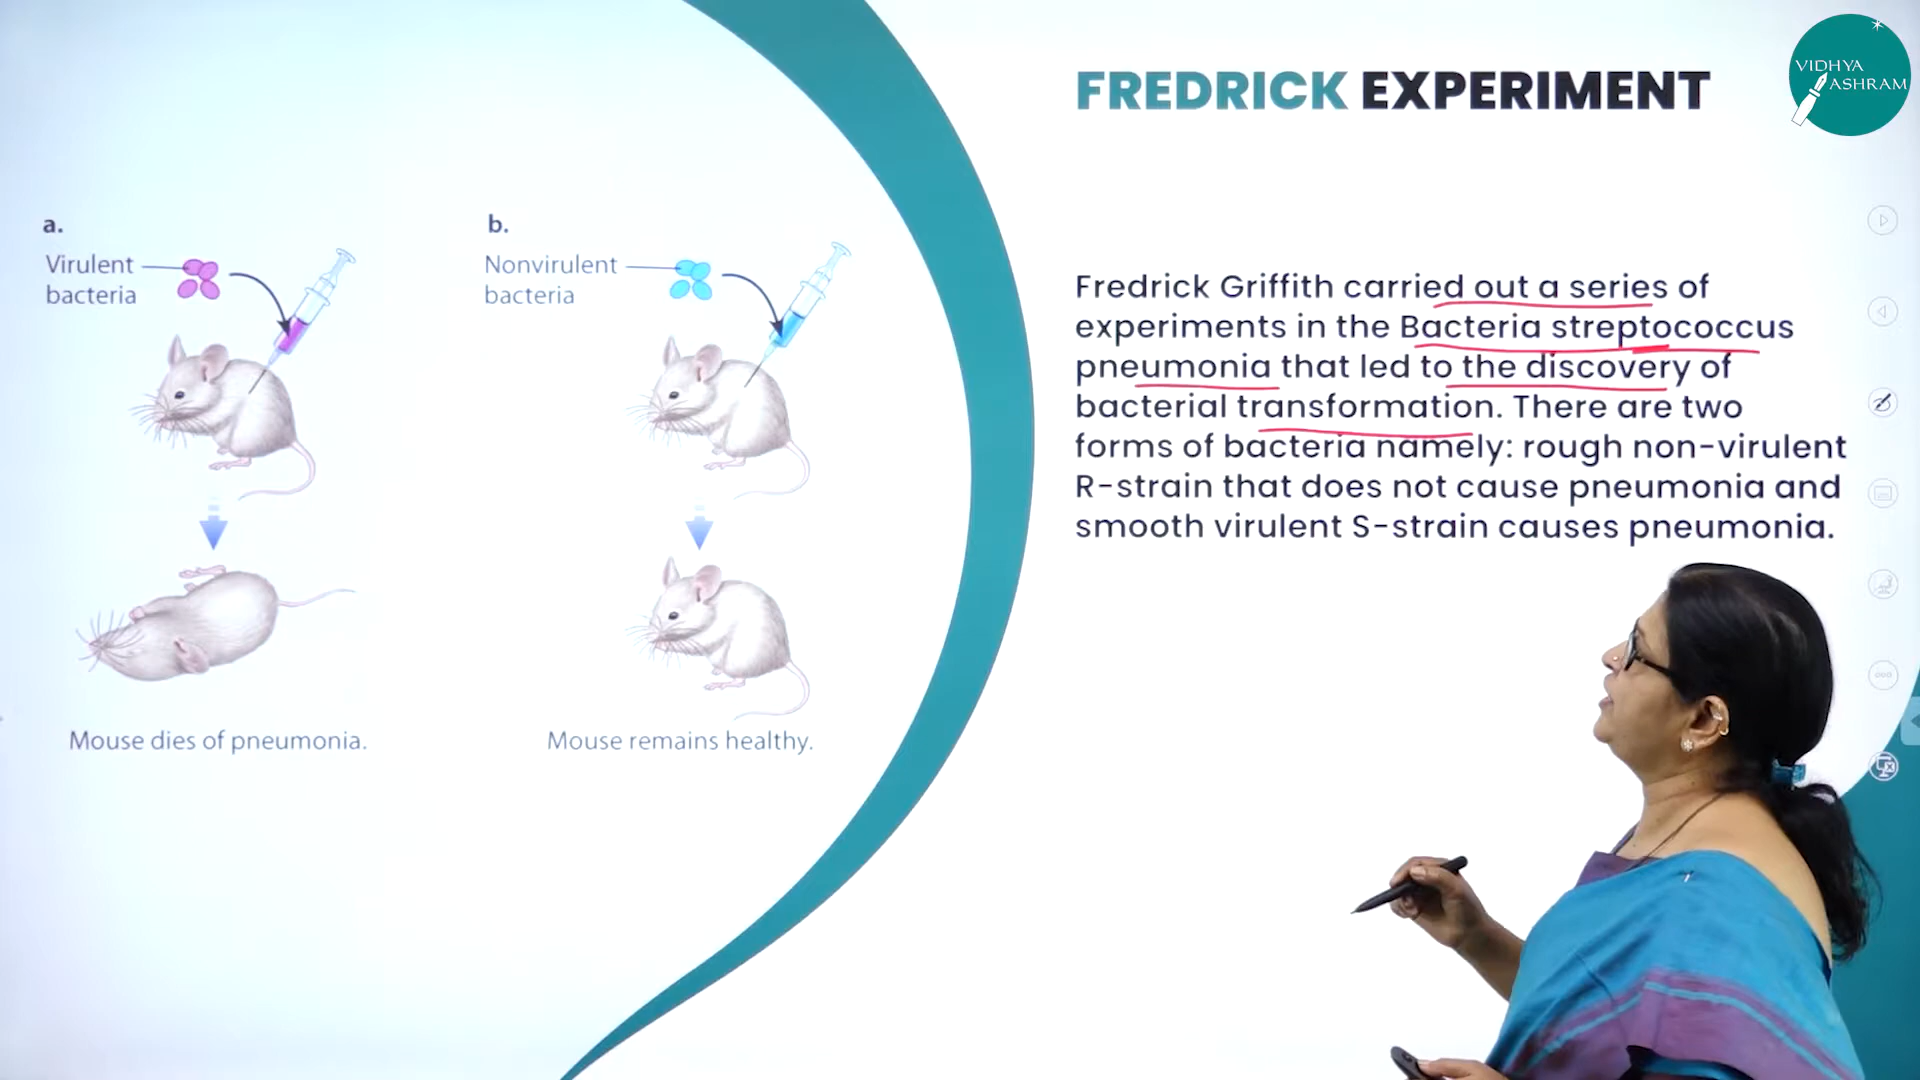 FREDRICK EXPERIMENT
VIDHYA
ASHRAM
a.
Virulent
bacteria
b.
Nonvirulent
bacteria
Mouse dies of pneumonia.
Mouse remains healthy.
Fredrick Griffith carried out a series of
experiments in the Bacteria streptococcus
pneumonia that led to the discovery of
bacterial transformation. There are two
forms of bacteria namely: rough non-virulent
R-strain that does not cause pneumonia and
smooth virulent S-strain causes pneumonia.